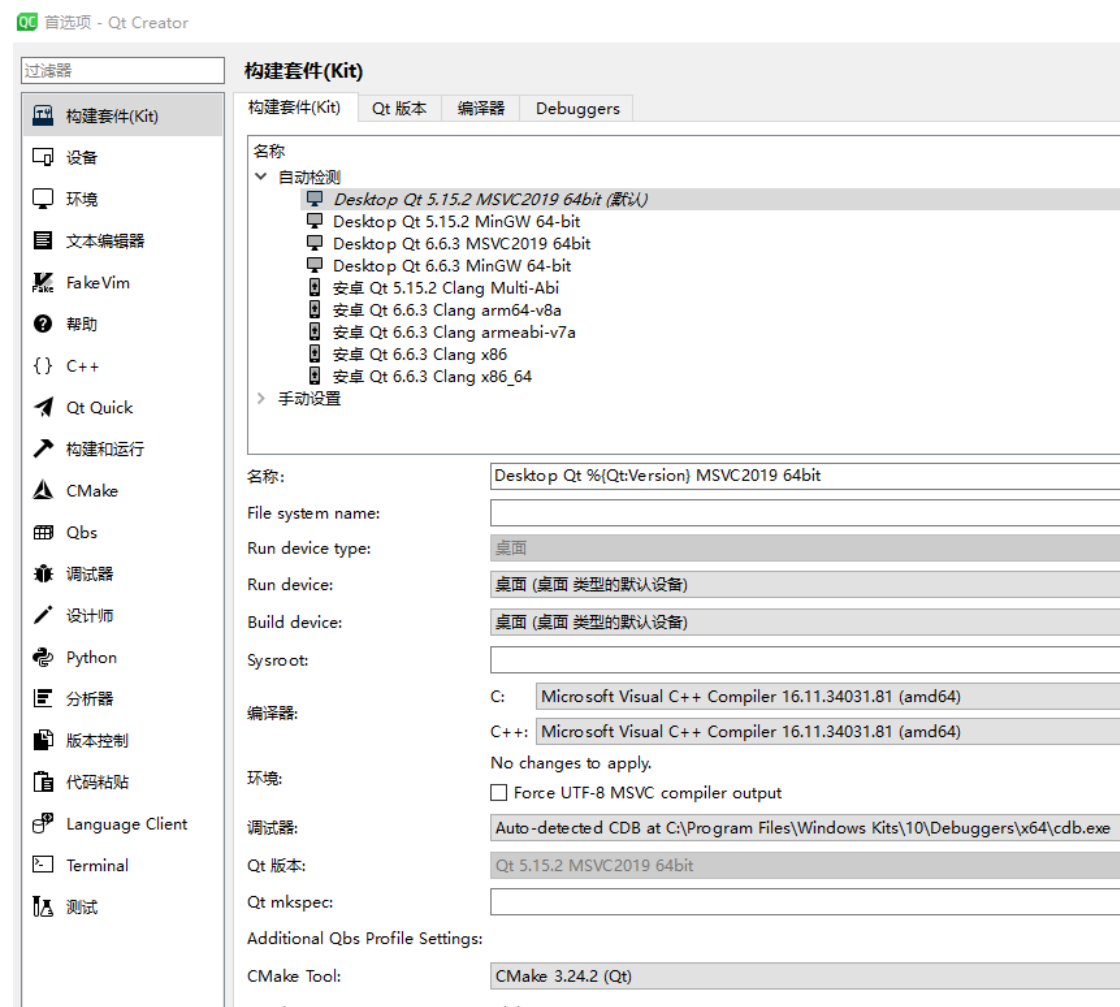 QC 首选项 - Qt Creator
过滤器
构建套件(Kit)
设备
环境
文本编辑器
Fake FakeVim
帮助
{} C++
Qt Quick
构建和运行
CMake
Qbs
调试器
设计师
Python
分析器
版本控制
代码粘贴
Language Client
Terminal
测试
构建套件(Kit)
构建套件(Kit) Qt 版本 编译器 Debuggers
名称
自动检测
Desktop Qt 5.15.2 MSVC2019 64bit (默认)
Desktop Qt 5.15.2 MinGW 64-bit
Desktop Qt 6.6.3 MSVC2019 64bit
Desktop Qt 6.6.3 MinGW 64-bit
安卓 Qt 5.15.2 Clang Multi-Abi
安卓 Qt 6.6.3 Clang arm64-v8a
安卓 Qt 6.6.3 Clang armeabi-v7a
安卓 Qt 6.6.3 Clang x86
安卓 Qt 6.6.3 Clang x86_64
手动设置
名称: Desktop Qt %{Qt:Version} MSVC2019 64bit
File system name:
Run device type: 桌面
Run device: 桌面 (桌面 类型的默认设备)
Build device: 桌面 (桌面 类型的默认设备)
Sysroot:
编译器:
C: Microsoft Visual C++ Compiler 16.11.34031.81 (amd64)
C++: Microsoft Visual C++ Compiler 16.11.34031.81 (amd64)
环境:
No changes to apply.
Force UTF-8 MSVC compiler output
调试器: Auto-detected CDB at C:\Program Files\Windows Kits\10\Debuggers\x64\cdb.exe
Qt 版本: Qt 5.15.2 MSVC2019 64bit
Qt mkspec:
Additional Qbs Profile Settings:
CMake Tool: CMake 3.24.2 (Qt)